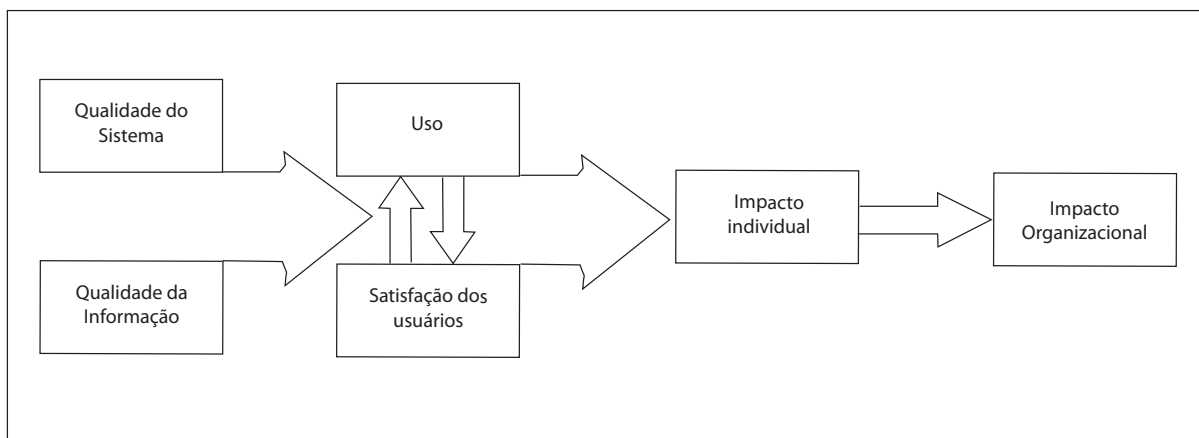 Qualidade do
Sistema
Uso
Qualidade da
Informação
Satisfação dos
usuários
Impacto
individual
Impacto
Organizacional